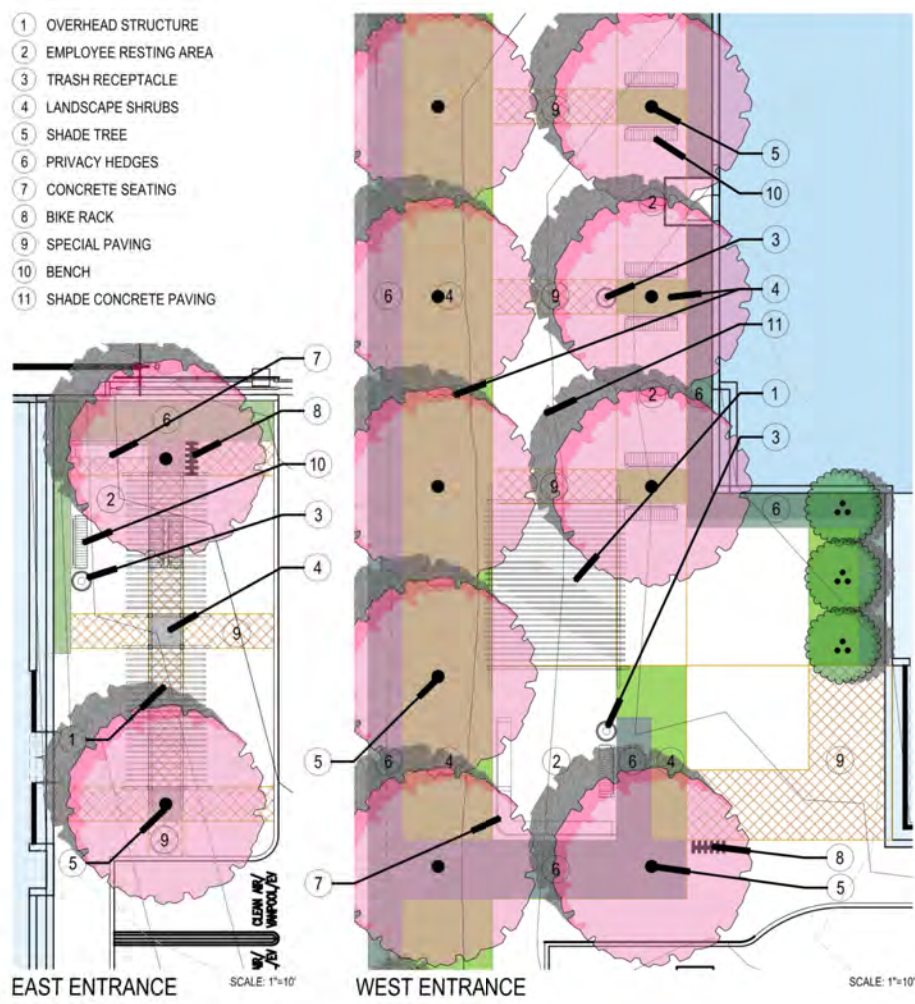 1 OVERHEAD STRUCTURE
2 EMPLOYEE RESTING AREA
3 TRASH RECEPTACLE
4 LANDSCAPE SHRUBS
5 SHADE TREE
6 PRIVACY HEDGES
7 CONCRETE SEATING
8 BIKE RACK
9 SPECIAL PAVING
10 BENCH
11 SHADE CONCRETE PAVING
9
5
10
2
3
6
4
9
4
11
7
1
6
8
2
6
3
10
2
9
6
3
4
9
1
5
6
4
2
6
4
9
5
9
8
7
6
5
CLEAN AIR/
VANPOOL/EV
EAST ENTRANCE
SCALE: 1"=10'
WEST ENTRANCE
SCALE: 1"=10'